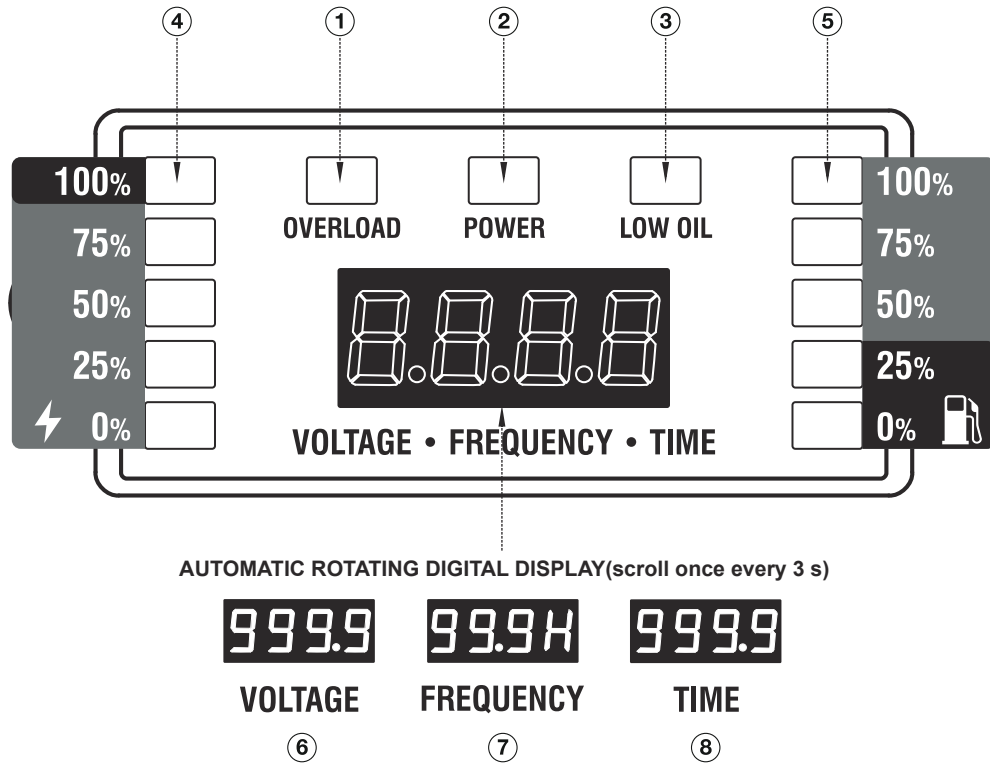 ④ ① ② ③ ⑤
100% 100%
OVERLOAD POWER LOW OIL
75% 75%
50% 50%
8.8.8.8
25% 25%
0% 0%
VOLTAGE • FREQUENCY • TIME
AUTOMATIC ROTATING DIGITAL DISPLAY(scroll once every 3 s)
999.9 99.9H 999.9
VOLTAGE FREQUENCY TIME
⑥ ⑦ ⑧